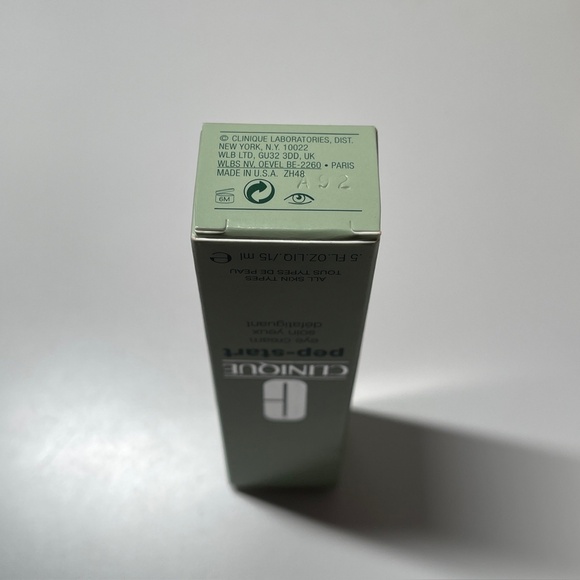 © CLINIQUE LABORATORIES, DIST.
NEW YORK, N.Y. 10022
WLB LTD, GU32 3DD, UK
WLBS NV, OEVEL BE-2260 • PARIS
MADE IN U.S.A. ZH48
A92
6M
CLINIQUE
pep-start
eye cream
soin yeux
défatiguant
ALL SKIN TYPES
TOUS TYPES DE PEAU
.5 FL.OZ.LIQ./15 ml e